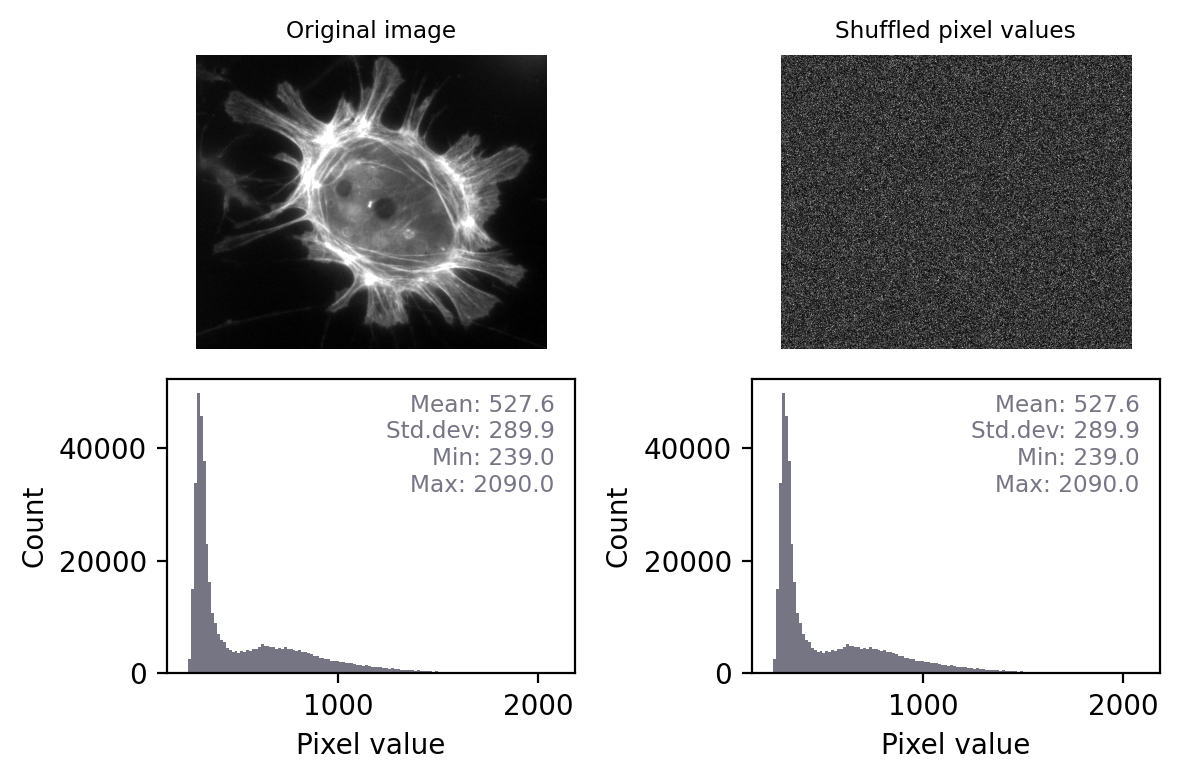 Original image
Shuffled pixel values
Mean: 527.6
Std.dev: 289.9
Min: 239.0
Max: 2090.0
Count
40000
20000
0
1000
2000
Pixel value
Mean: 527.6
Std.dev: 289.9
Min: 239.0
Max: 2090.0
Count
40000
20000
0
1000
2000
Pixel value